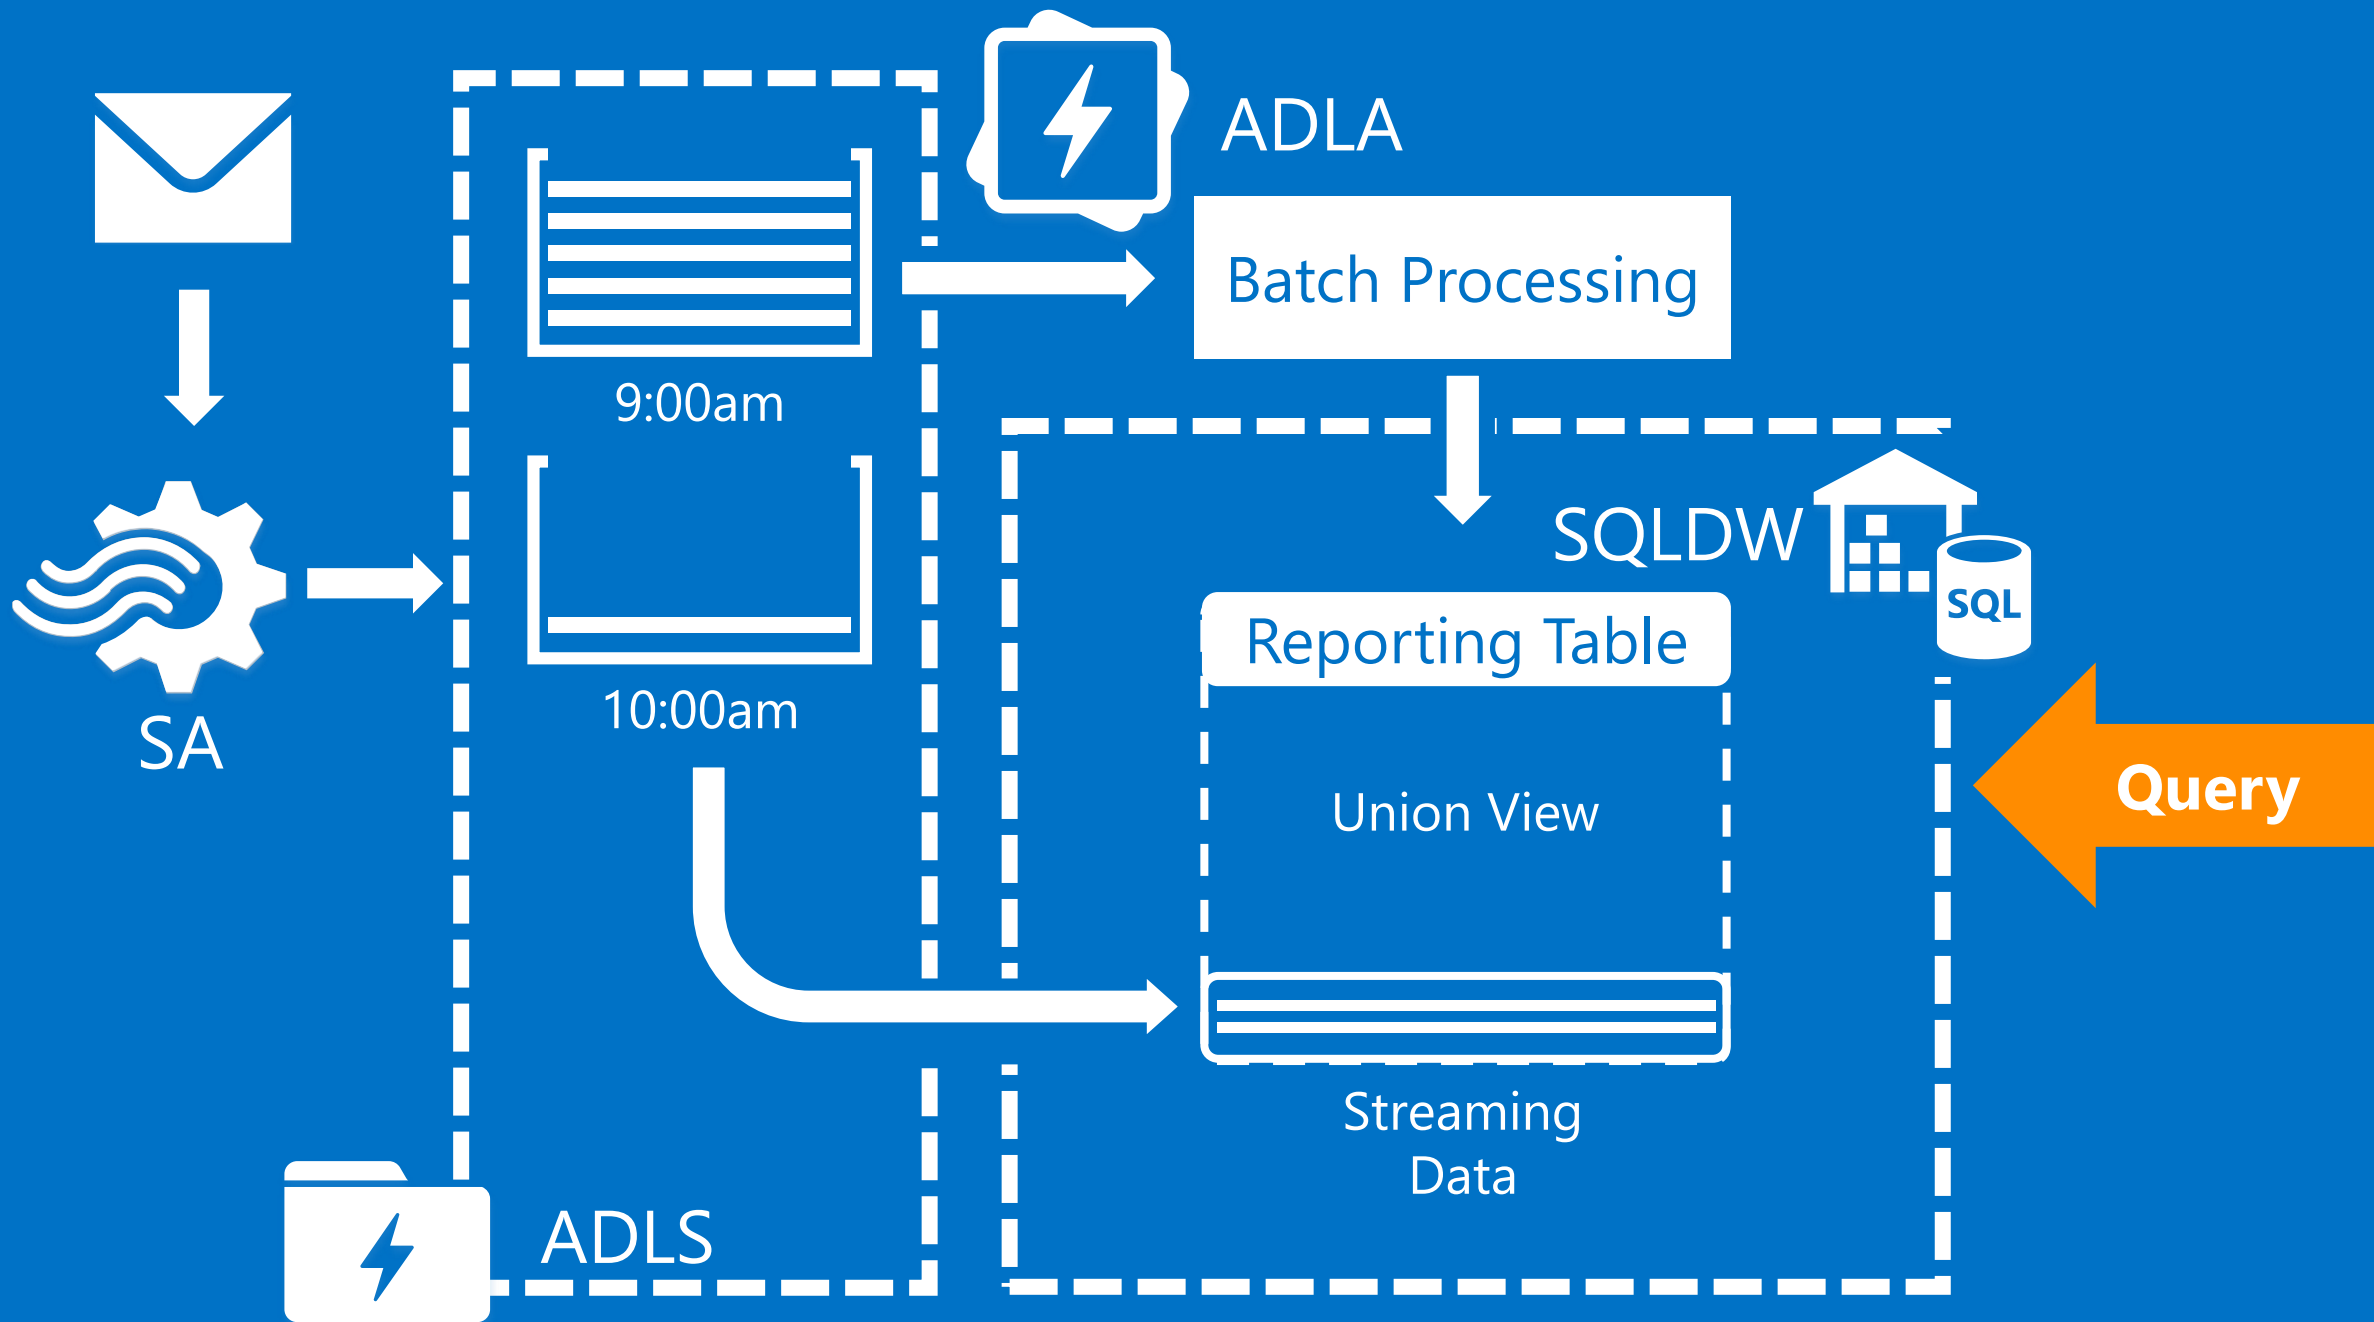 ADLA
Batch Processing
9:00am
SQLDW
SQL
Reporting Table
10:00am
SA
Union View
Query
Streaming
Data
ADLS